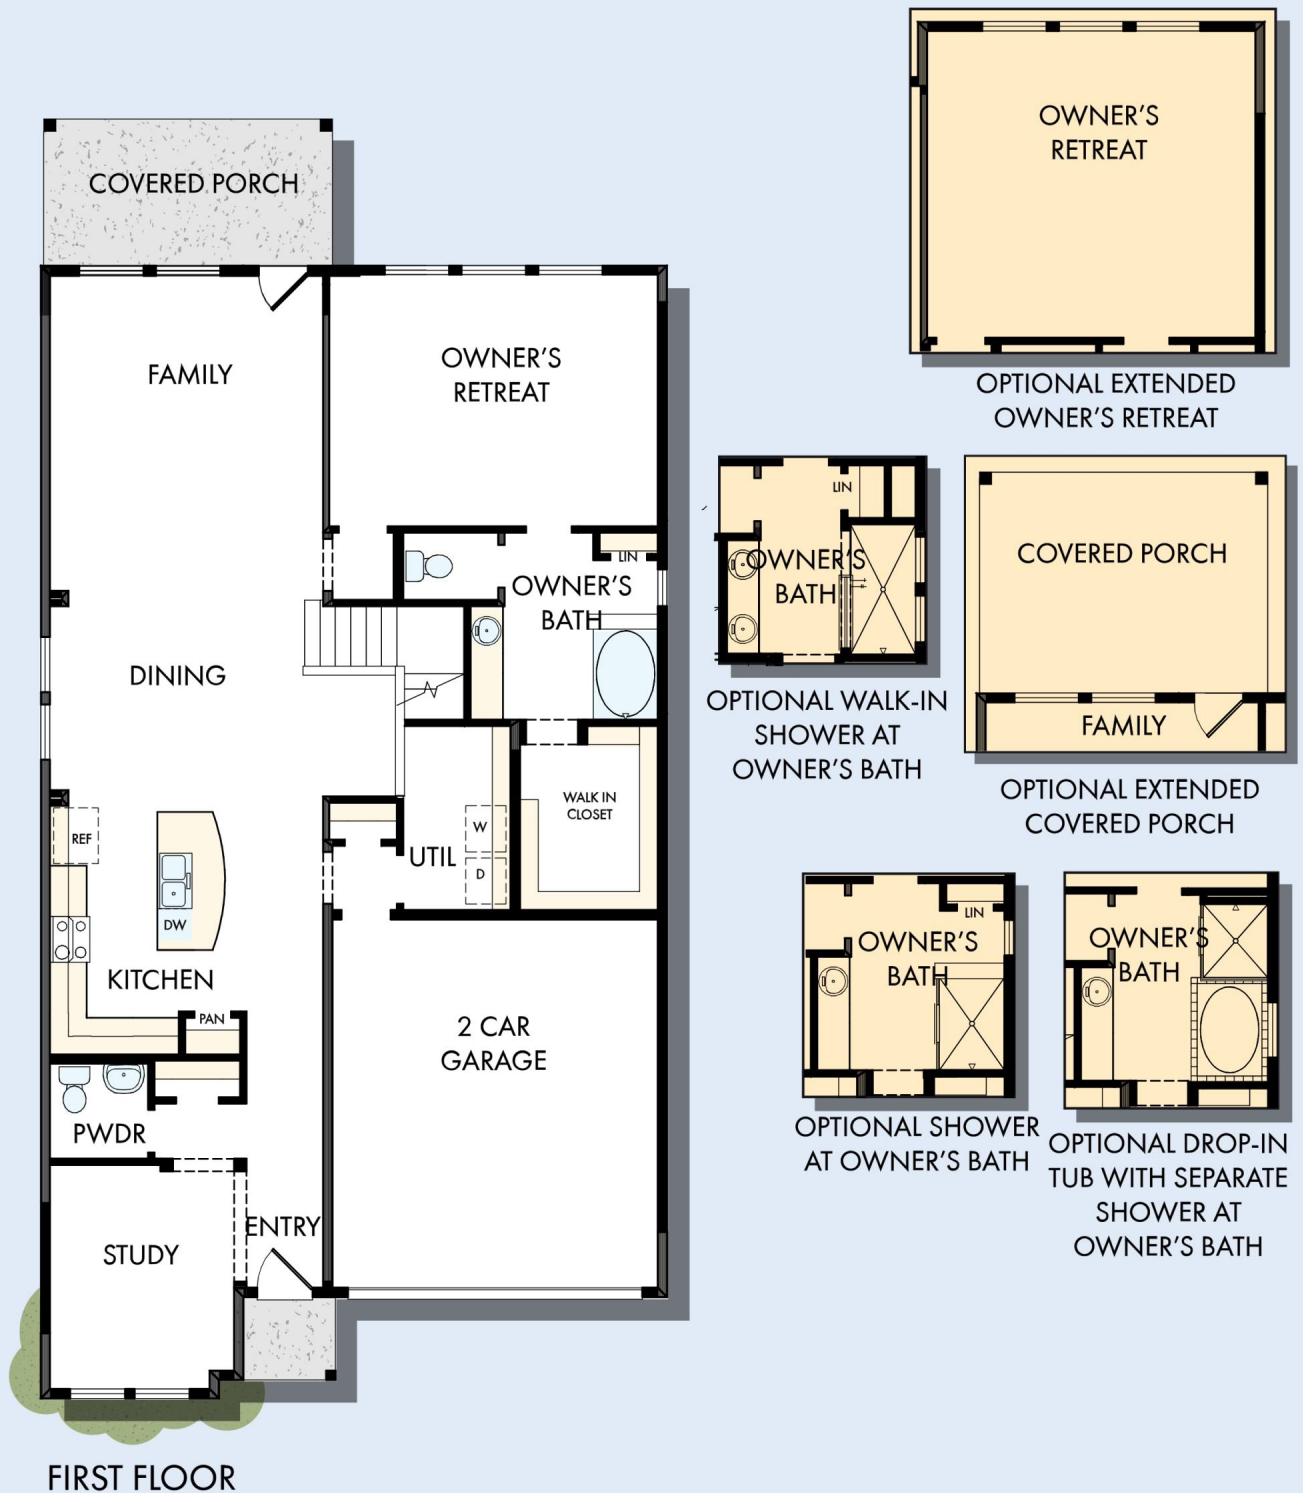 COVERED PORCH
FAMILY
OWNER'S
RETREAT
LIN
OWNER'S
BATH
DINING
WALK IN
CLOSET
REF
W
UTIL
D
DW
KITCHEN
PAN
2 CAR
GARAGE
PWDR
ENTRY
STUDY
FIRST FLOOR
OWNER'S
RETREAT
OPTIONAL EXTENDED
OWNER'S RETREAT
LIN
OWNER'S
BATH
OPTIONAL WALK-IN
SHOWER AT
OWNER'S BATH
COVERED PORCH
FAMILY
OPTIONAL EXTENDED
COVERED PORCH
LIN
OWNER'S
BATH
OPTIONAL SHOWER
AT OWNER'S BATH
OWNER'S
BATH
OPTIONAL DROP-IN
TUB WITH SEPARATE
SHOWER AT
OWNER'S BATH